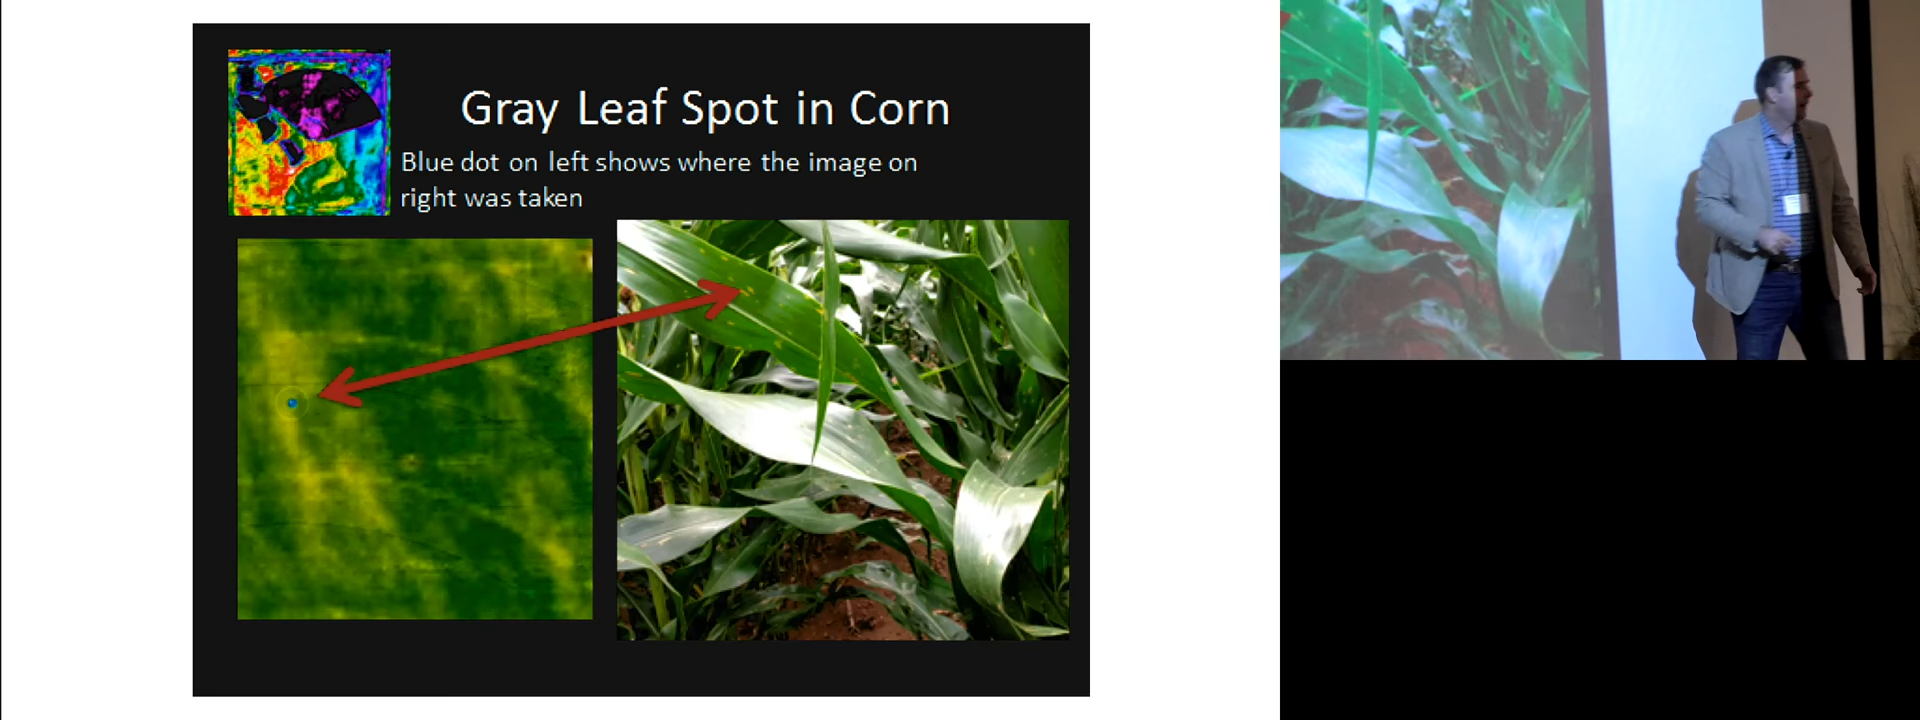 Gray Leaf Spot in Corn
Blue dot on left shows where the image on
right was taken